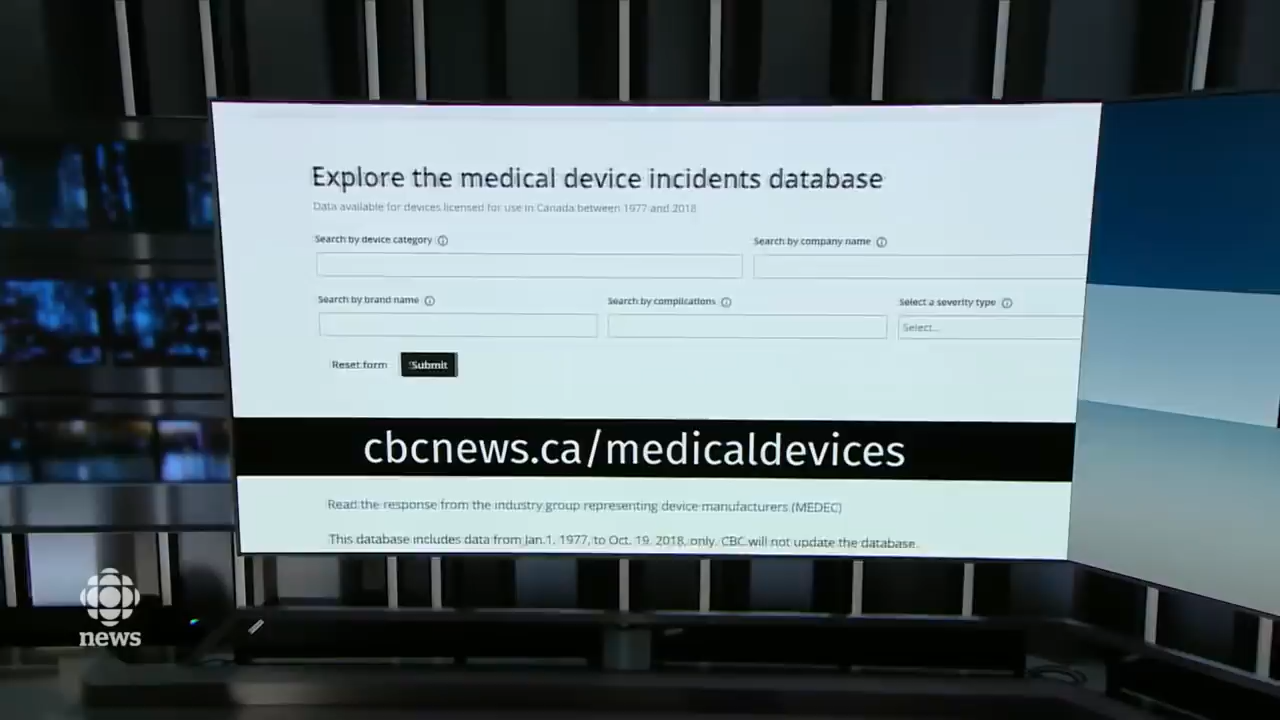 Explore the medical device incidents database
Data available for devices licensed for use in Canada between 1977 and 2018
Search by device category
Search by company name
Search by brand name
Search by complications
Select a severity type
Select...
Reset form
Submit
cbcnews.ca/medicaldevices
Read the response from the industry group representing device manufacturers (MEDEC)
This database includes data from Jan.1, 1977, to Oct. 19, 2018, only. CBC will not update the database.
news